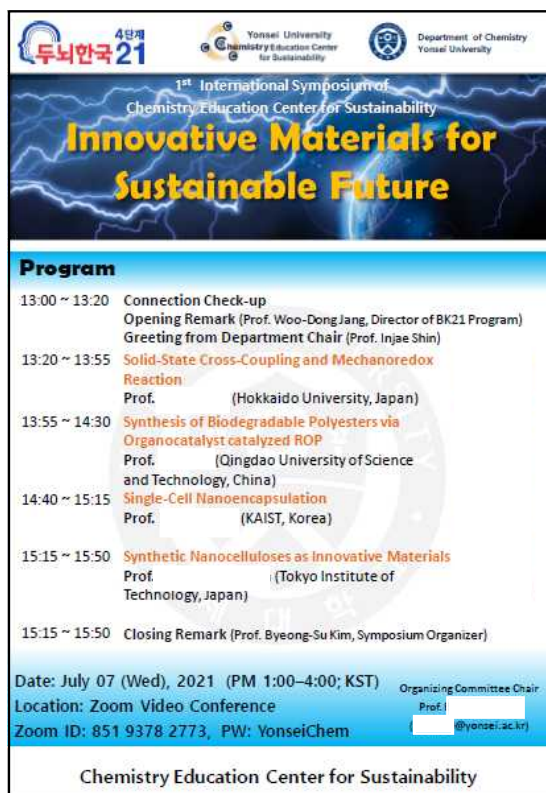 4단계
두뇌한국21
Yonsei University
Chemistry Education Center
for Sustainability
Department of Chemistry
Yonsei University
1st International Symposium of
Chemistry Education Center for Sustainability
Innovative Materials for
Sustainable Future
Program
13:00 ~ 13:20 Connection Check-up
Opening Remark (Prof. Woo-Dong Jang, Director of BK21 Program)
Greeting from Department Chair (Prof. Injae Shin)
13:20 ~ 13:55 Solid-State Cross-Coupling and Mechanoredox
Reaction
Prof. (Hokkaido University, Japan)
13:55 ~ 14:30 Synthesis of Biodegradable Polyesters via
Organocatalyst catalyzed ROP
Prof. (Qingdao University of Science
and Technology, China)
14:40 ~ 15:15 Single-Cell Nanoencapsulation
Prof. (KAIST, Korea)
15:15 ~ 15:50 Synthetic Nanocelluloses as Innovative Materials
Prof. (Tokyo Institute of
Technology, Japan)
15:15 ~ 15:50 Closing Remark (Prof. Byeong-Su Kim, Symposium Organizer)
Date: July 07 (Wed), 2021 (PM 1:00–4:00; KST)
Location: Zoom Video Conference
Zoom ID: 851 9378 2773, PW: YonseiChem
Organizing Committee Chair
Prof.
( @yonsei.ac.kr)
Chemistry Education Center for Sustainability